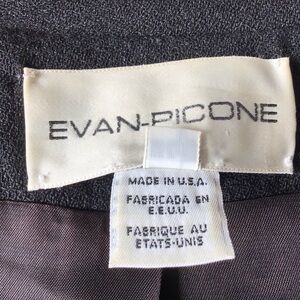 EVAN-PICONE
MADE IN U.S.A.
FABRICADA EN
E.E.U.U.
FABRIQUE AU
ETATS-UNIS